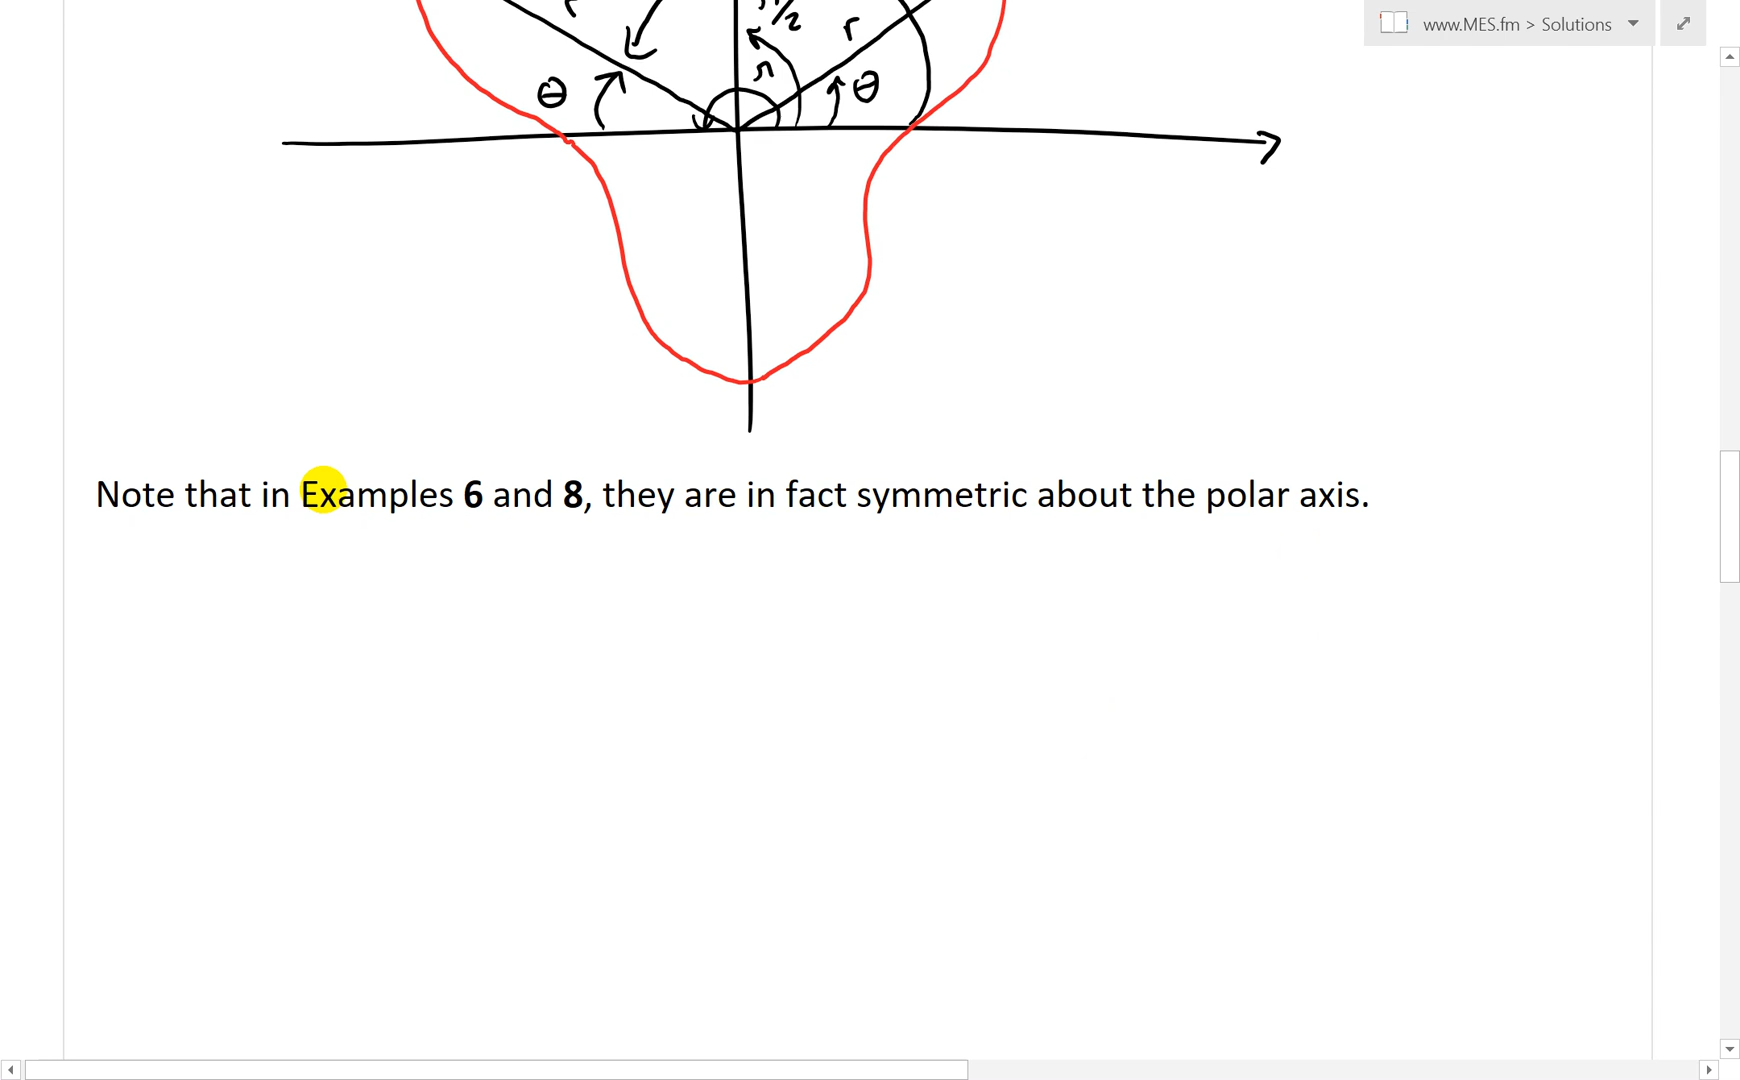 www.MES.fm > Solutions
π/2
r
π
θ
θ
Note that in Examples 6 and 8, they are in fact symmetric about the polar axis.